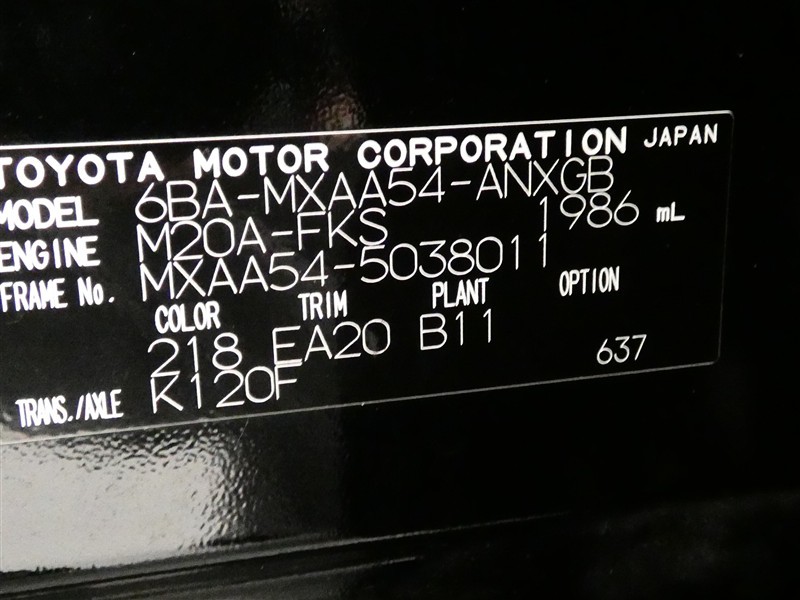 TOYOTA MOTOR CORPORATION JAPAN
MODEL 6BA-MXAA54-ANXGB
ENGINE M20A-FKS 1986 mL
FRAME No. MXAA54-5038011
COLOR TRIM PLANT OPTION
218 EA20 B11
TRANS./AXLE K120F 637